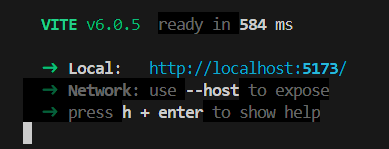 VITE v6.0.5 ready in 584 ms
➜ Local: http://localhost:5173/
➜ Network: use --host to expose
➜ press h + enter to show help